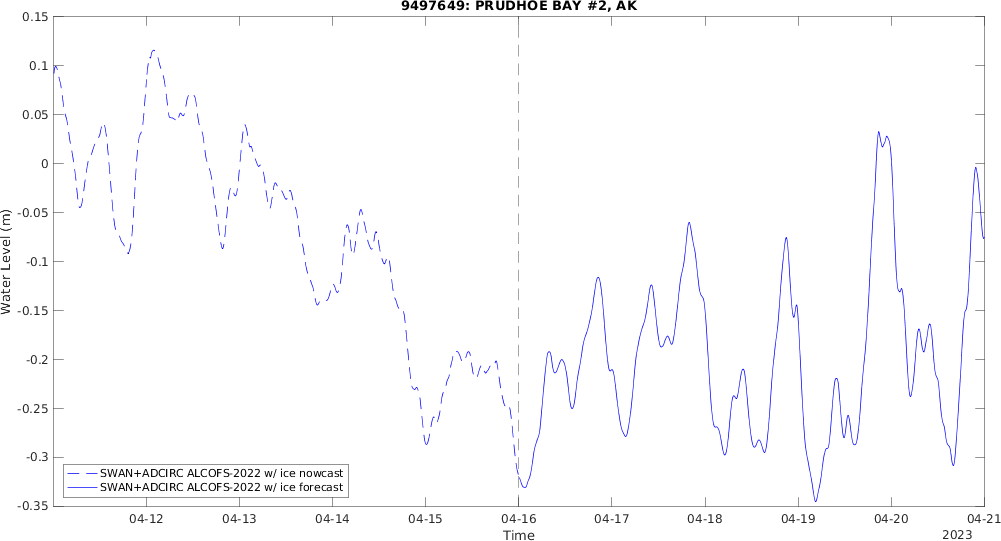 9497649: PRUDHOE BAY #2, AK
0.15
0.1
0.05
0
-0.05
-0.1
-0.15
-0.2
-0.25
-0.3
-0.35
Water Level (m)
SWAN+ADCIRC ALCOFS-2022 w/ ice nowcast
SWAN+ADCIRC ALCOFS-2022 w/ ice forecast
04-12 04-13 04-14 04-15 04-16 04-17 04-18 04-19 04-20 04-21
Time
2023